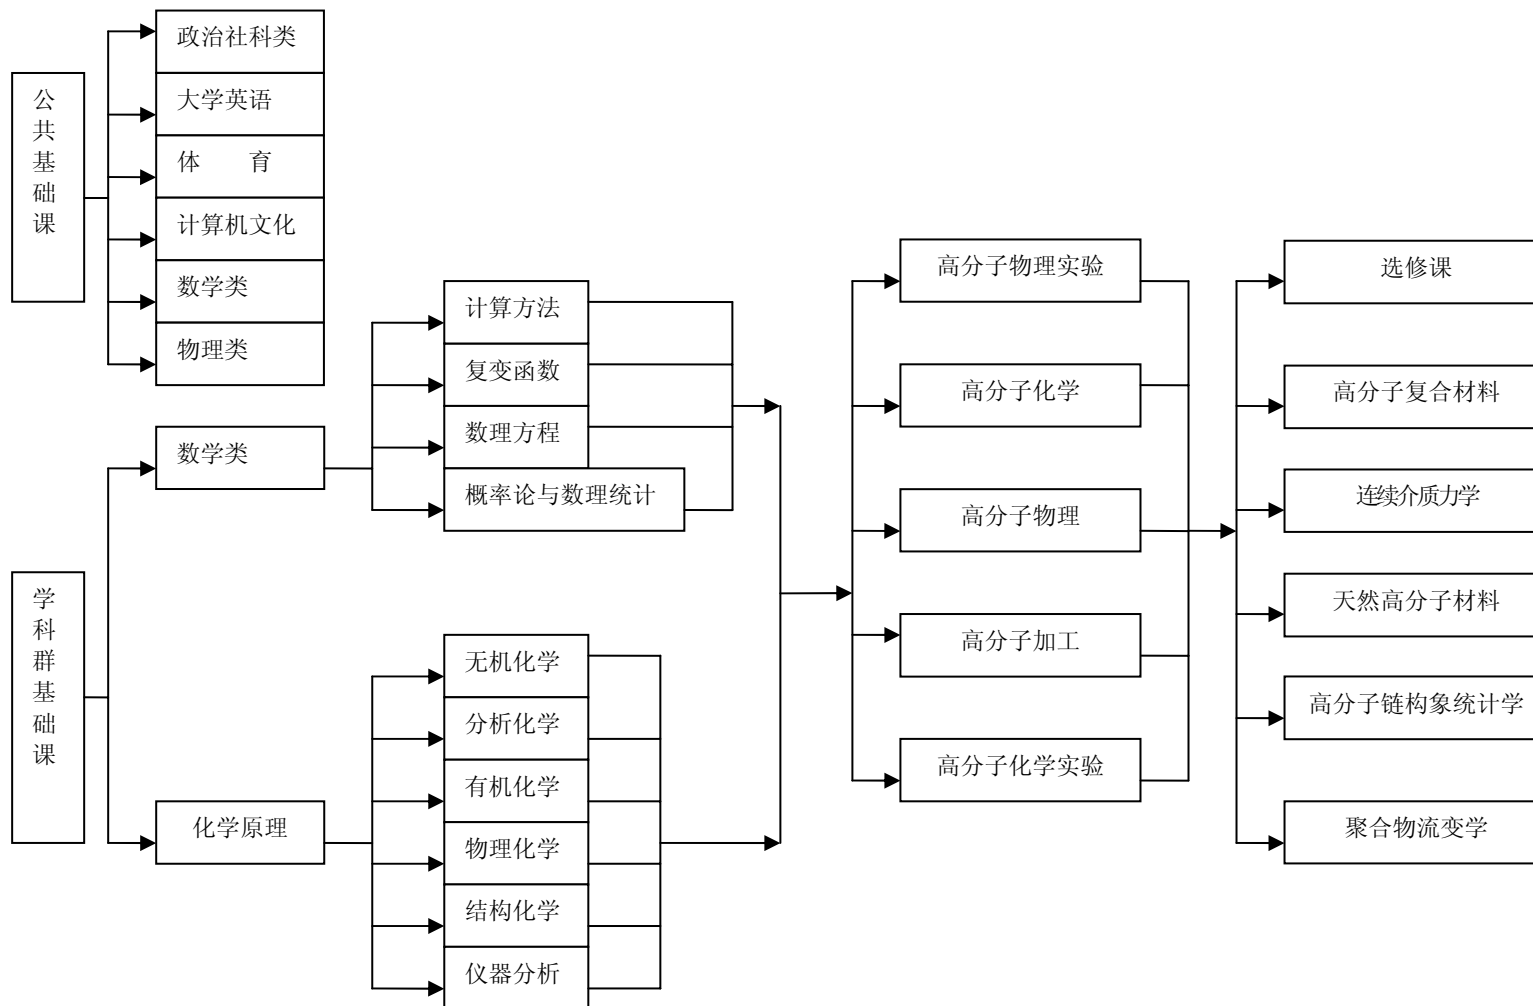 公共基础课
政治社科类
大学英语
体 育
计算机文化
数学类
物理类
学科群基础课
数学类
化学原理
计算方法
复变函数
数理方程
概率论与数理统计
无机化学
分析化学
有机化学
物理化学
结构化学
仪器分析
高分子物理实验
高分子化学
高分子物理
高分子加工
高分子化学实验
选修课
高分子复合材料
连续介质力学
天然高分子材料
高分子链构象统计学
聚合物流变学